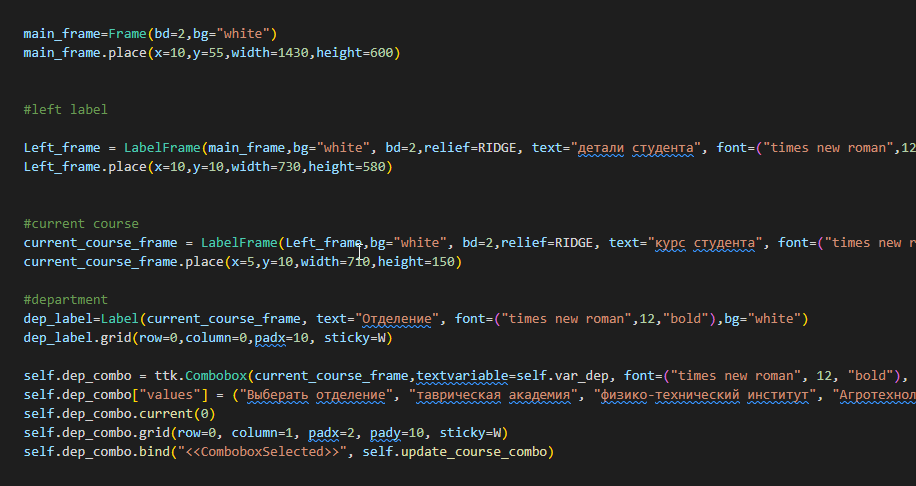 main_frame=Frame(bd=2,bg="white")
main_frame.place(x=10,y=55,width=1430,height=600)
#left label
Left_frame = LabelFrame(main_frame,bg="white", bd=2,relief=RIDGE, text="детали студента", font=("times new roman",12
Left_frame.place(x=10,y=10,width=730,height=580)
#current course
current_course_frame = LabelFrame(Left_frame,bg="white", bd=2,relief=RIDGE, text="курс студента", font=("times new r
current_course_frame.place(x=5,y=10,width=710,height=150)
#department
dep_label=Label(current_course_frame, text="Отделение", font=("times new roman",12,"bold"),bg="white")
dep_label.grid(row=0,column=0,padx=10, sticky=W)
self.dep_combo = ttk.Combobox(current_course_frame,textvariable=self.var_dep, font=("times new roman", 12, "bold"),
self.dep_combo["values"] = ("Выберать отделение", "таврическая академия", "физико-технический институт", "Агротехнол
self.dep_combo.current(0)
self.dep_combo.grid(row=0, column=1, padx=2, pady=10, sticky=W)
self.dep_combo.bind("<<ComboboxSelected>>", self.update_course_combo)